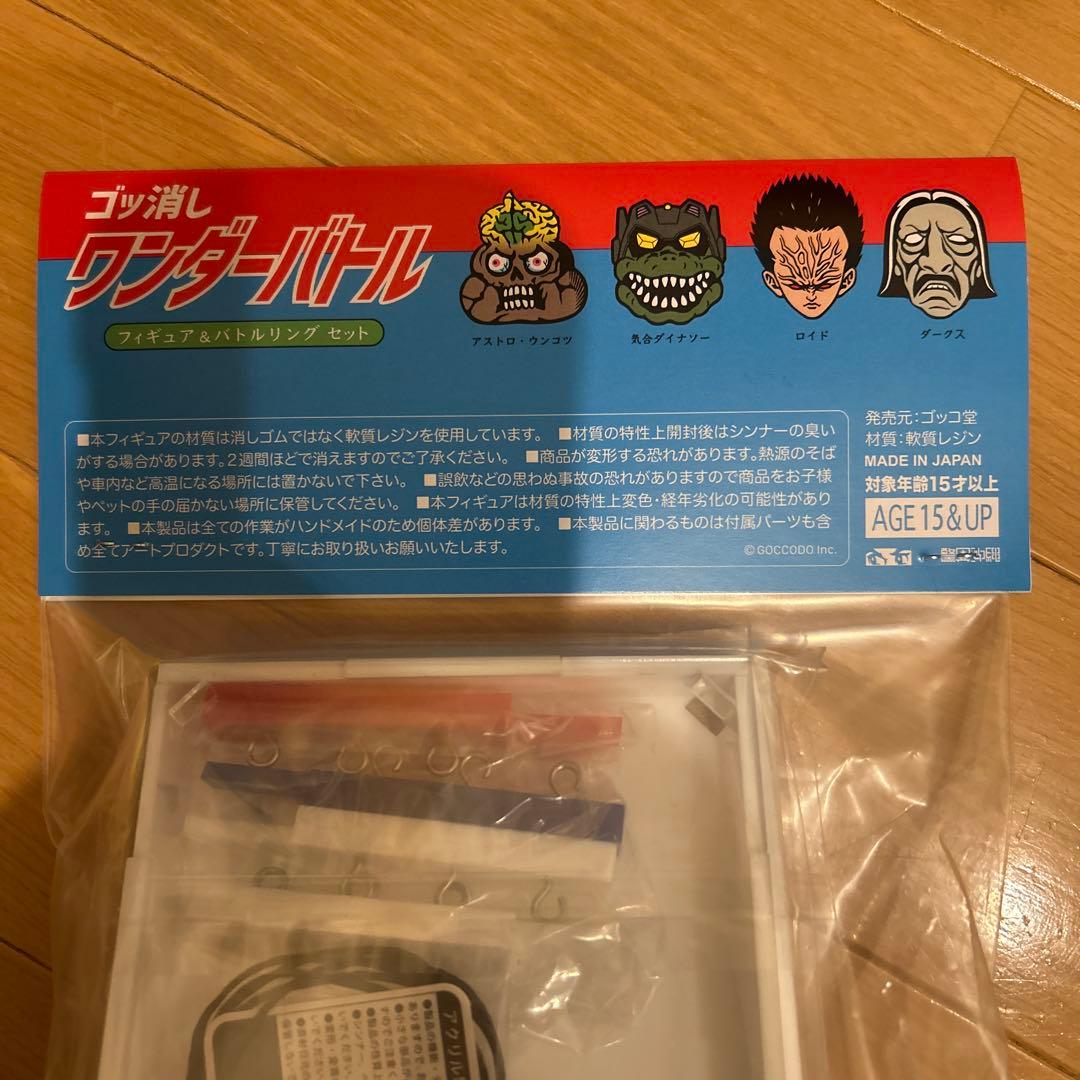 ゴッ消し
ワンダーバトル
フィギュア&バトルリング セット
アストロ・ウンコツ
気合ダイナソー
ロイド
ダークス
■本フィギュアの材質は消しゴムではなく軟質レジンを使用しています。 ■材質の特性上開封後はシンナーの臭い
がする場合があります。2週間ほどで消えますのでご了承ください。 ■商品が変形する恐れがあります。熱源のそば
や車内など高温になる場所には置かないで下さい。 ■誤飲などの思わぬ事故の恐れがありますので商品をお子様
やペットの手の届かない場所に保管してください。 ■本フィギュアは材質の特性上変色・経年劣化の可能性があり
ます。 ■本製品は全ての作業がハンドメイドのため個体差があります。 ■本製品に関わるものは付属パーツも含
め全てアートプロダクトです。丁寧にお取り扱いお願いいたします。
©GOCCODO Inc.
発売元:ゴッコ堂
材質:軟質レジン
MADE IN JAPAN
対象年齢15才以上
AGE 15&UP
アクリル